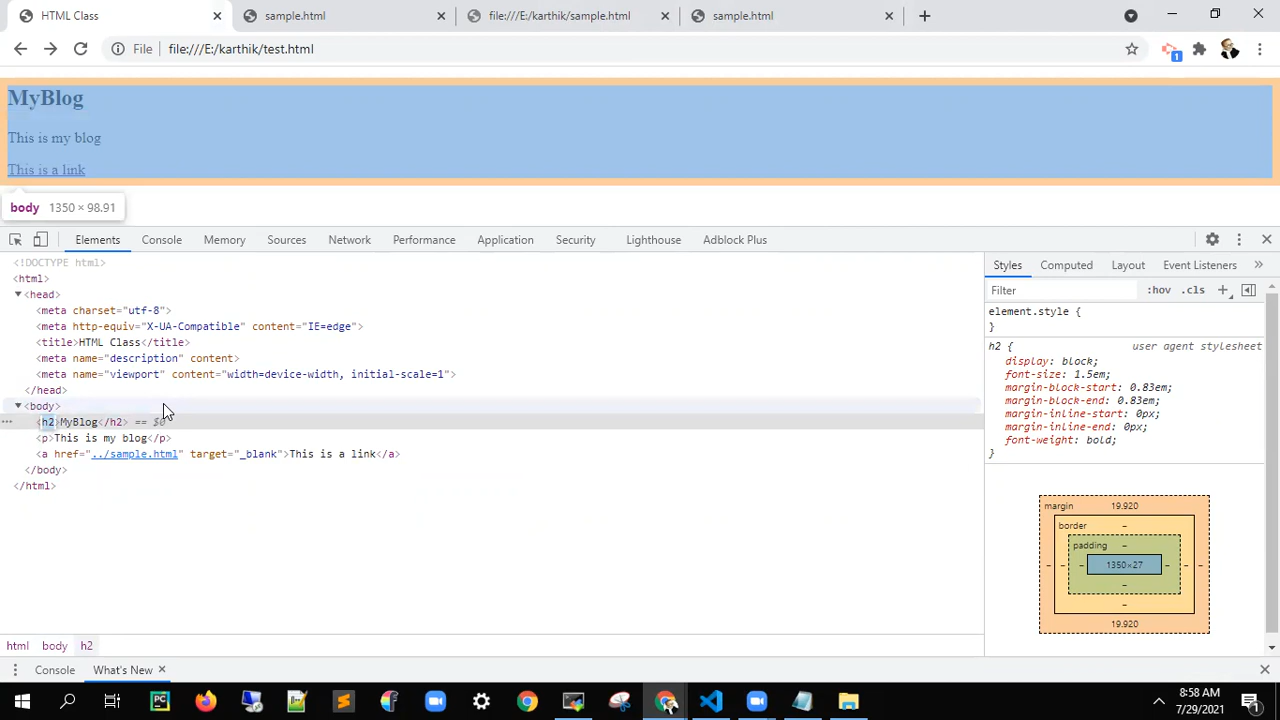 HTML Class
sample.html
file:///E:/karthik/sample.html
sample.html
File
file:///E:/karthik/test.html
1
MyBlog
This is my blog
This is a link
body 1350 × 98.91
Elements Console Memory Sources Network Performance Application Security Lighthouse Adblock Plus
<!DOCTYPE html>
<html>
<head>
<meta charset="utf-8">
<meta http-equiv="X-UA-Compatible" content="IE=edge">
<title>HTML Class</title>
<meta name="description" content>
<meta name="viewport" content="width=device-width, initial-scale=1">
</head>
<body>
<h2>MyBlog</h2> == $0
<p>This is my blog</p>
<a href="../sample.html" target="_blank">This is a link</a>
</body>
</html>
Styles Computed Layout Event Listeners »
Filter :hov .cls +
element.style {
}
h2 { user agent stylesheet
display: block;
font-size: 1.5em;
margin-block-start: 0.83em;
margin-block-end: 0.83em;
margin-inline-start: 0px;
margin-inline-end: 0px;
font-weight: bold;
}
margin 19.920
border –
padding –
– – – 1350×27 – – –
–
–
19.920
html body h2
Console What's New
PC
8:58 AM
7/29/2021
1